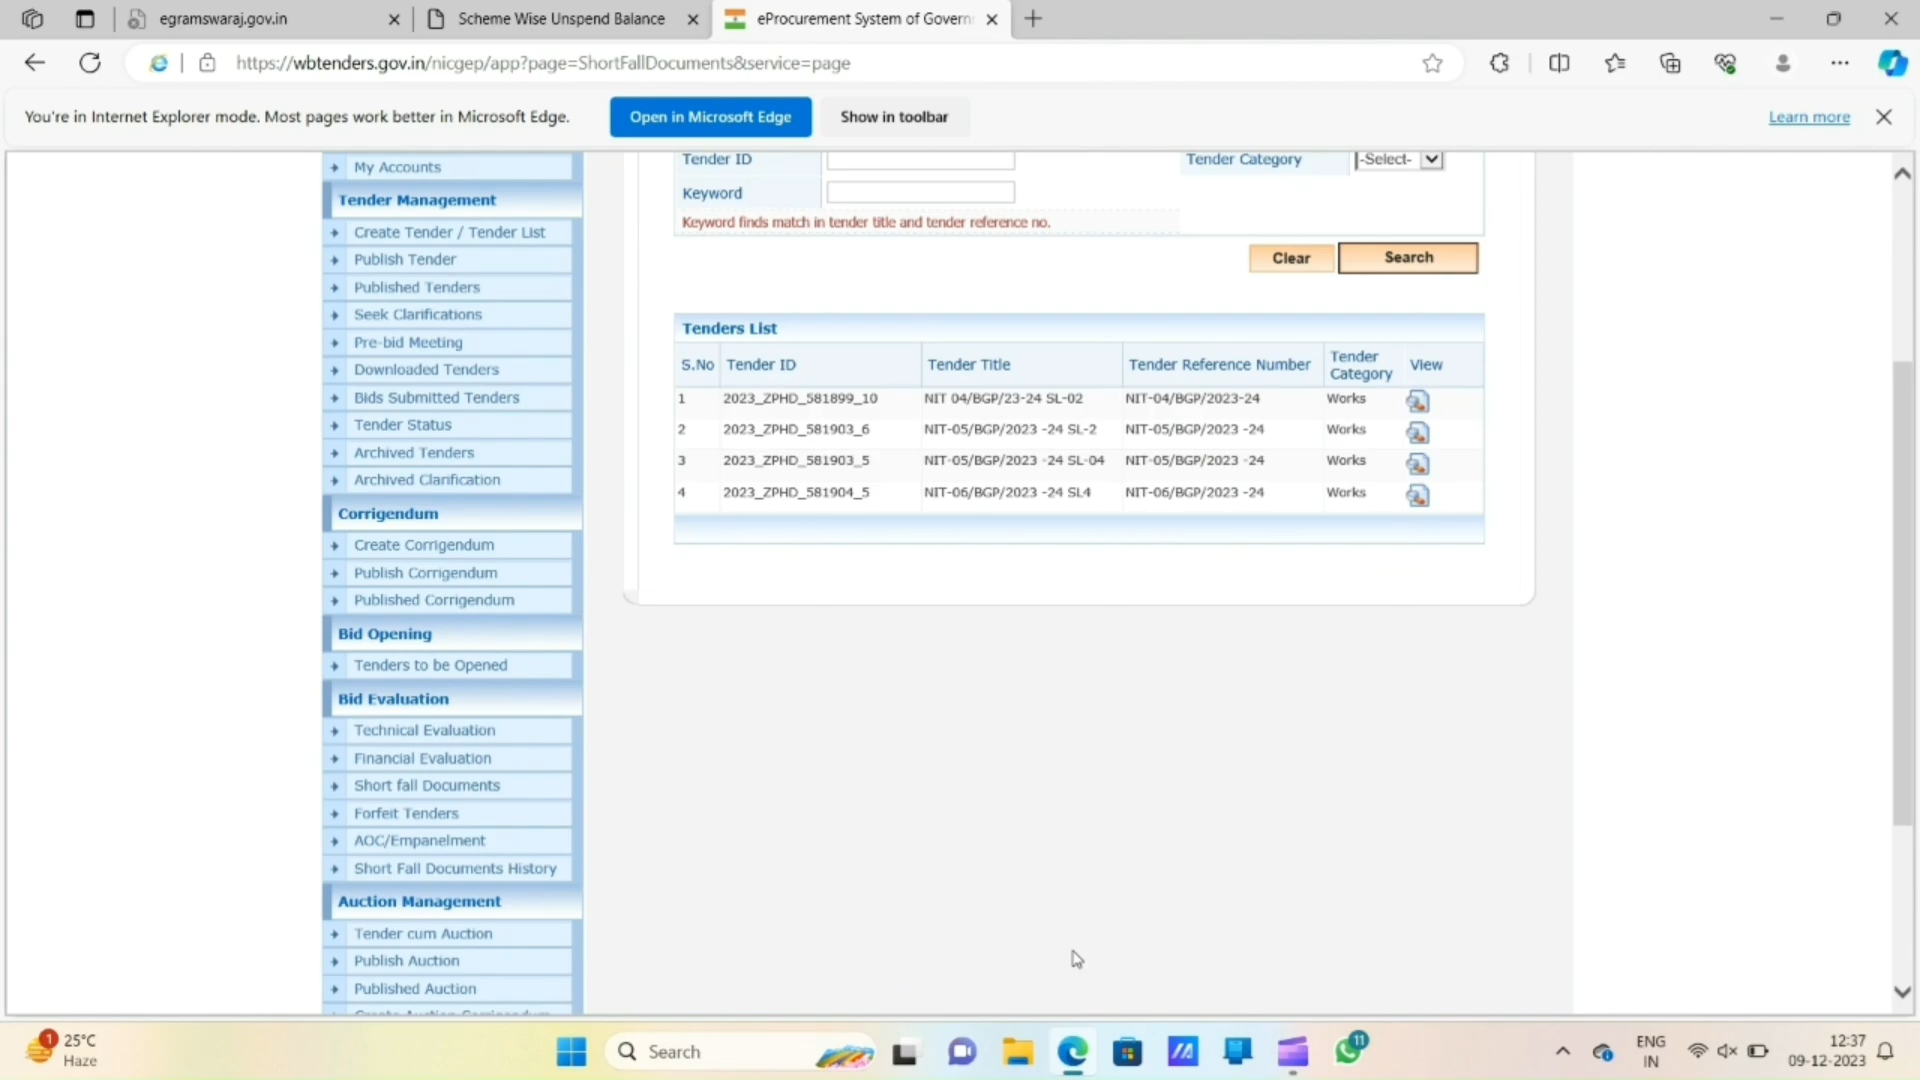 egramswaraj.gov.in
Scheme Wise Unspend Balance
eProcurement System of Govern
https://wbtenders.gov.in/nicgep/app?page=ShortFallDocuments&service=page
You're in Internet Explorer mode. Most pages work better in Microsoft Edge.
Open in Microsoft Edge
Show in toolbar
Learn more
My Accounts
Tender Management
Create Tender / Tender List
Publish Tender
Published Tenders
Seek Clarifications
Pre-bid Meeting
Downloaded Tenders
Bids Submitted Tenders
Tender Status
Archived Tenders
Archived Clarification
Corrigendum
Create Corrigendum
Publish Corrigendum
Published Corrigendum
Bid Opening
Tenders to be Opened
Bid Evaluation
Technical Evaluation
Financial Evaluation
Short fall Documents
Forfeit Tenders
AOC/Empanelment
Short Fall Documents History
Auction Management
Tender cum Auction
Publish Auction
Published Auction
Create Auction Corrigendum
Tender ID
Tender Category -Select-
Keyword
Keyword finds match in tender title and tender reference no.
Clear Search
Tenders List
S.No Tender ID Tender Title Tender Reference Number Tender Category View
1 2023_ZPHD_581899_10 NIT 04/BGP/23-24 SL-02 NIT-04/BGP/2023-24 Works
2 2023_ZPHD_581903_6 NIT-05/BGP/2023 -24 SL-2 NIT-05/BGP/2023 -24 Works
3 2023_ZPHD_581903_5 NIT-05/BGP/2023 -24 SL-04 NIT-05/BGP/2023 -24 Works
4 2023_ZPHD_581904_5 NIT-06/BGP/2023 -24 SL4 NIT-06/BGP/2023 -24 Works
1
25°C
Haze
Search
11
ENG
IN
12:37
09-12-2023